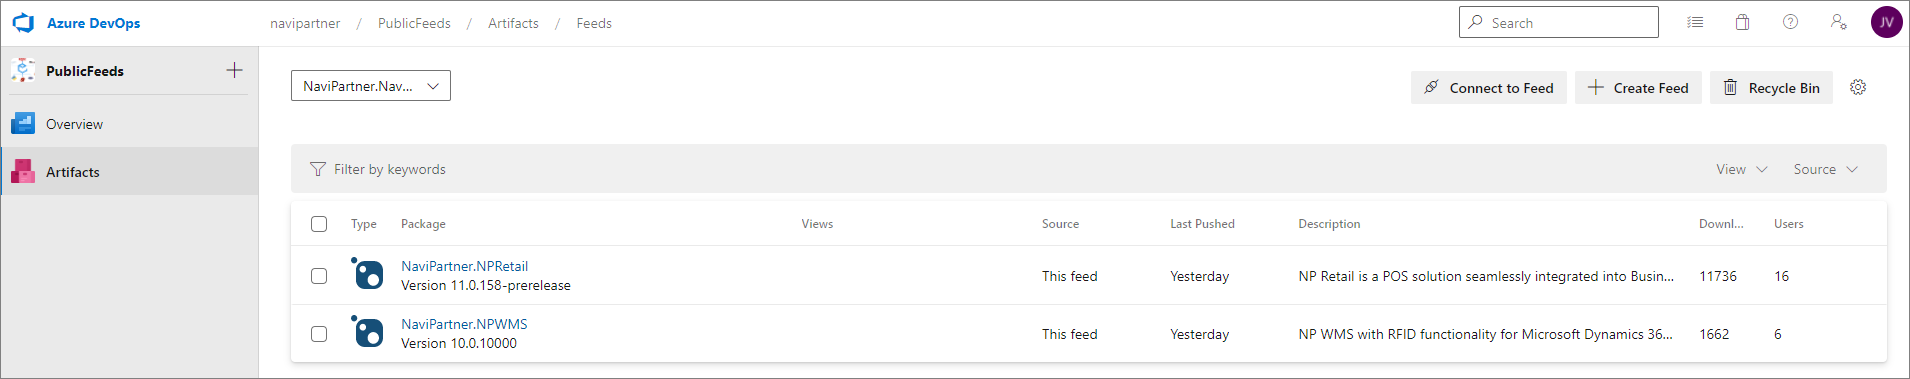 Azure DevOps
navipartner / PublicFeeds / Artifacts / Feeds
Search
JV
PublicFeeds
Overview
Artifacts
NaviPartner.Nav...
Connect to Feed
Create Feed
Recycle Bin
Filter by keywords
View
Source
Type Package Views Source Last Pushed Description Downl... Users
NaviPartner.NPRetail
Version 11.0.158-prerelease
This feed Yesterday NP Retail is a POS solution seamlessly integrated into Busin... 11736 16
NaviPartner.NPWMS
Version 10.0.10000
This feed Yesterday NP WMS with RFID functionality for Microsoft Dynamics 36... 1662 6